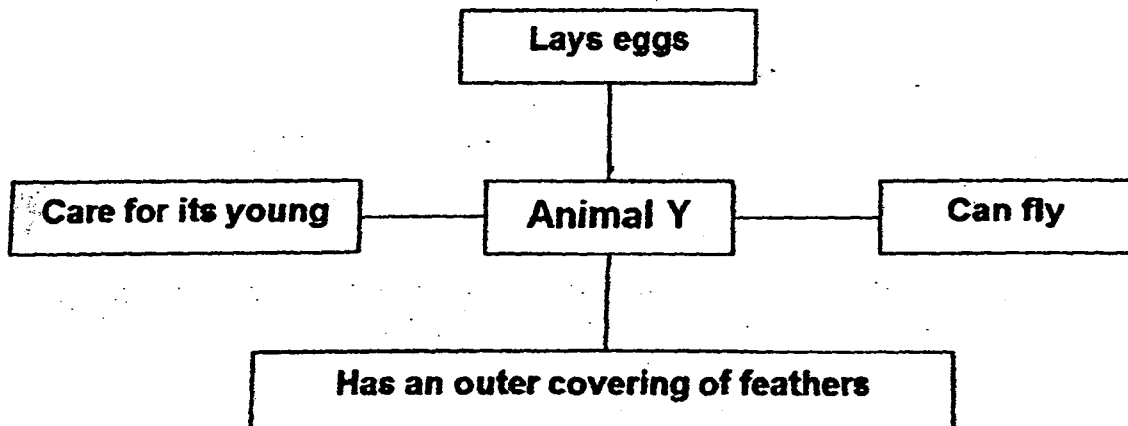 Lays eggs
Care for its young
Animal Y
Can fly
Has an outer covering of feathers